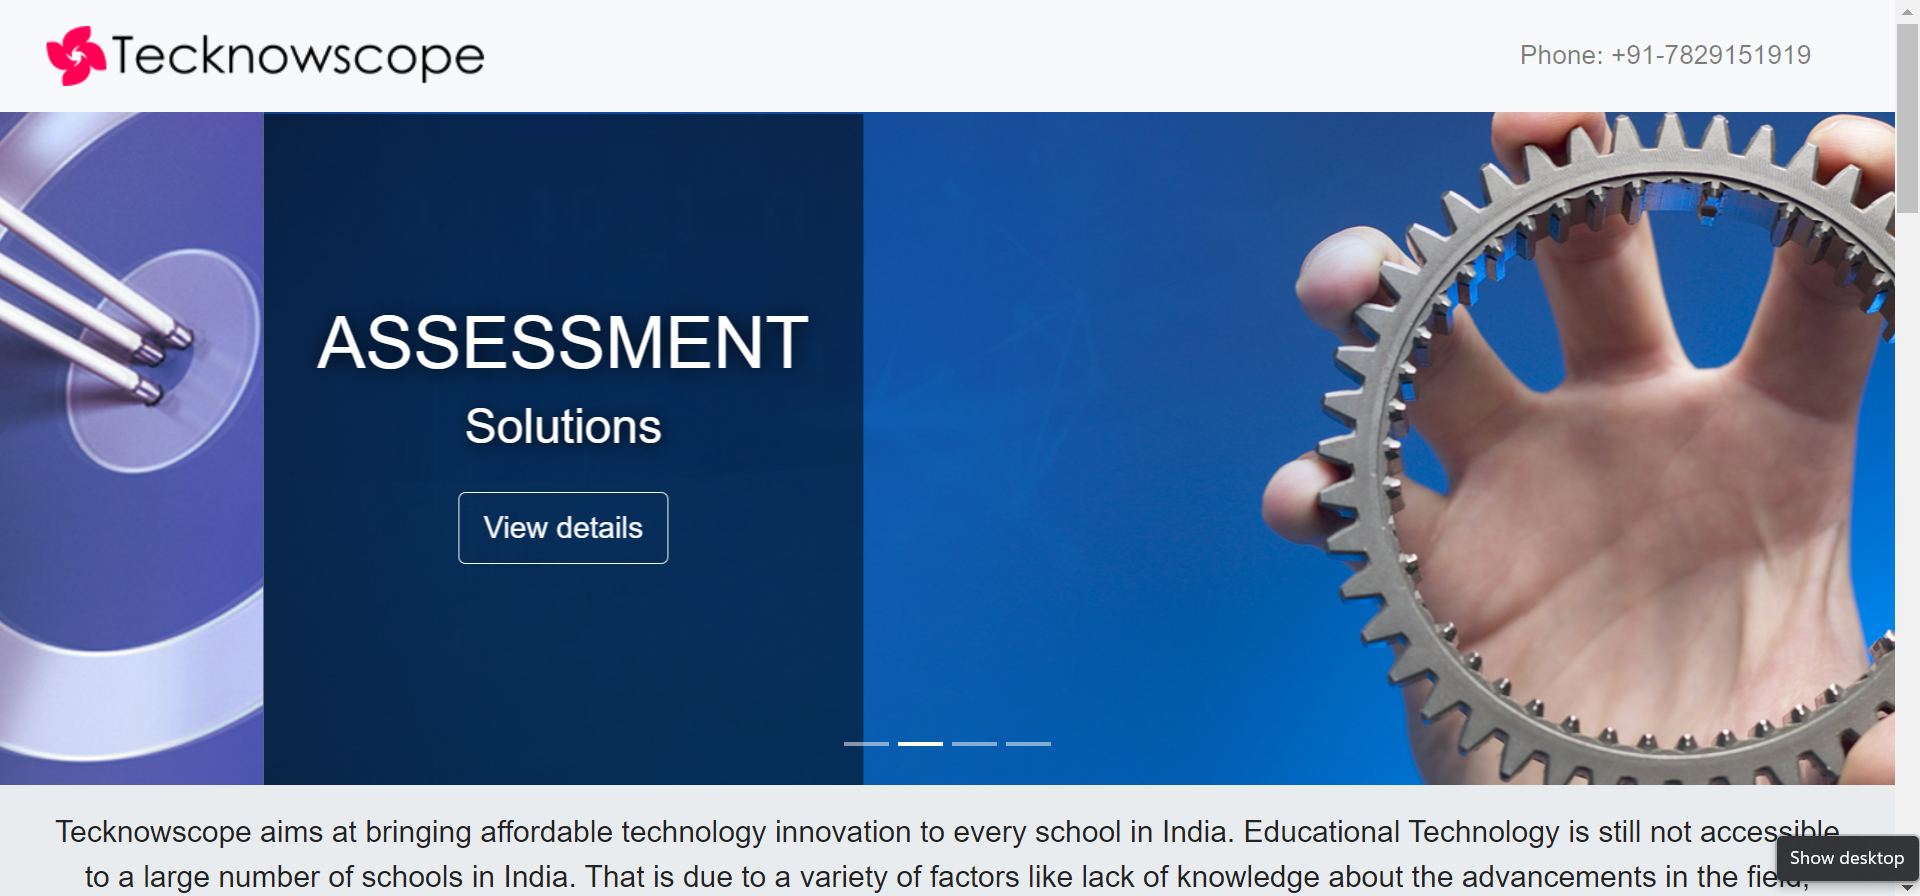 Tecknowscope
Phone: +91-7829151919
ASSESSMENT
Solutions
View details
Tecknowscope aims at bringing affordable technology innovation to every school in India. Educational Technology is still not accessible
to a large number of schools in India. That is due to a variety of factors like lack of knowledge about the advancements in the field,
Show desktop